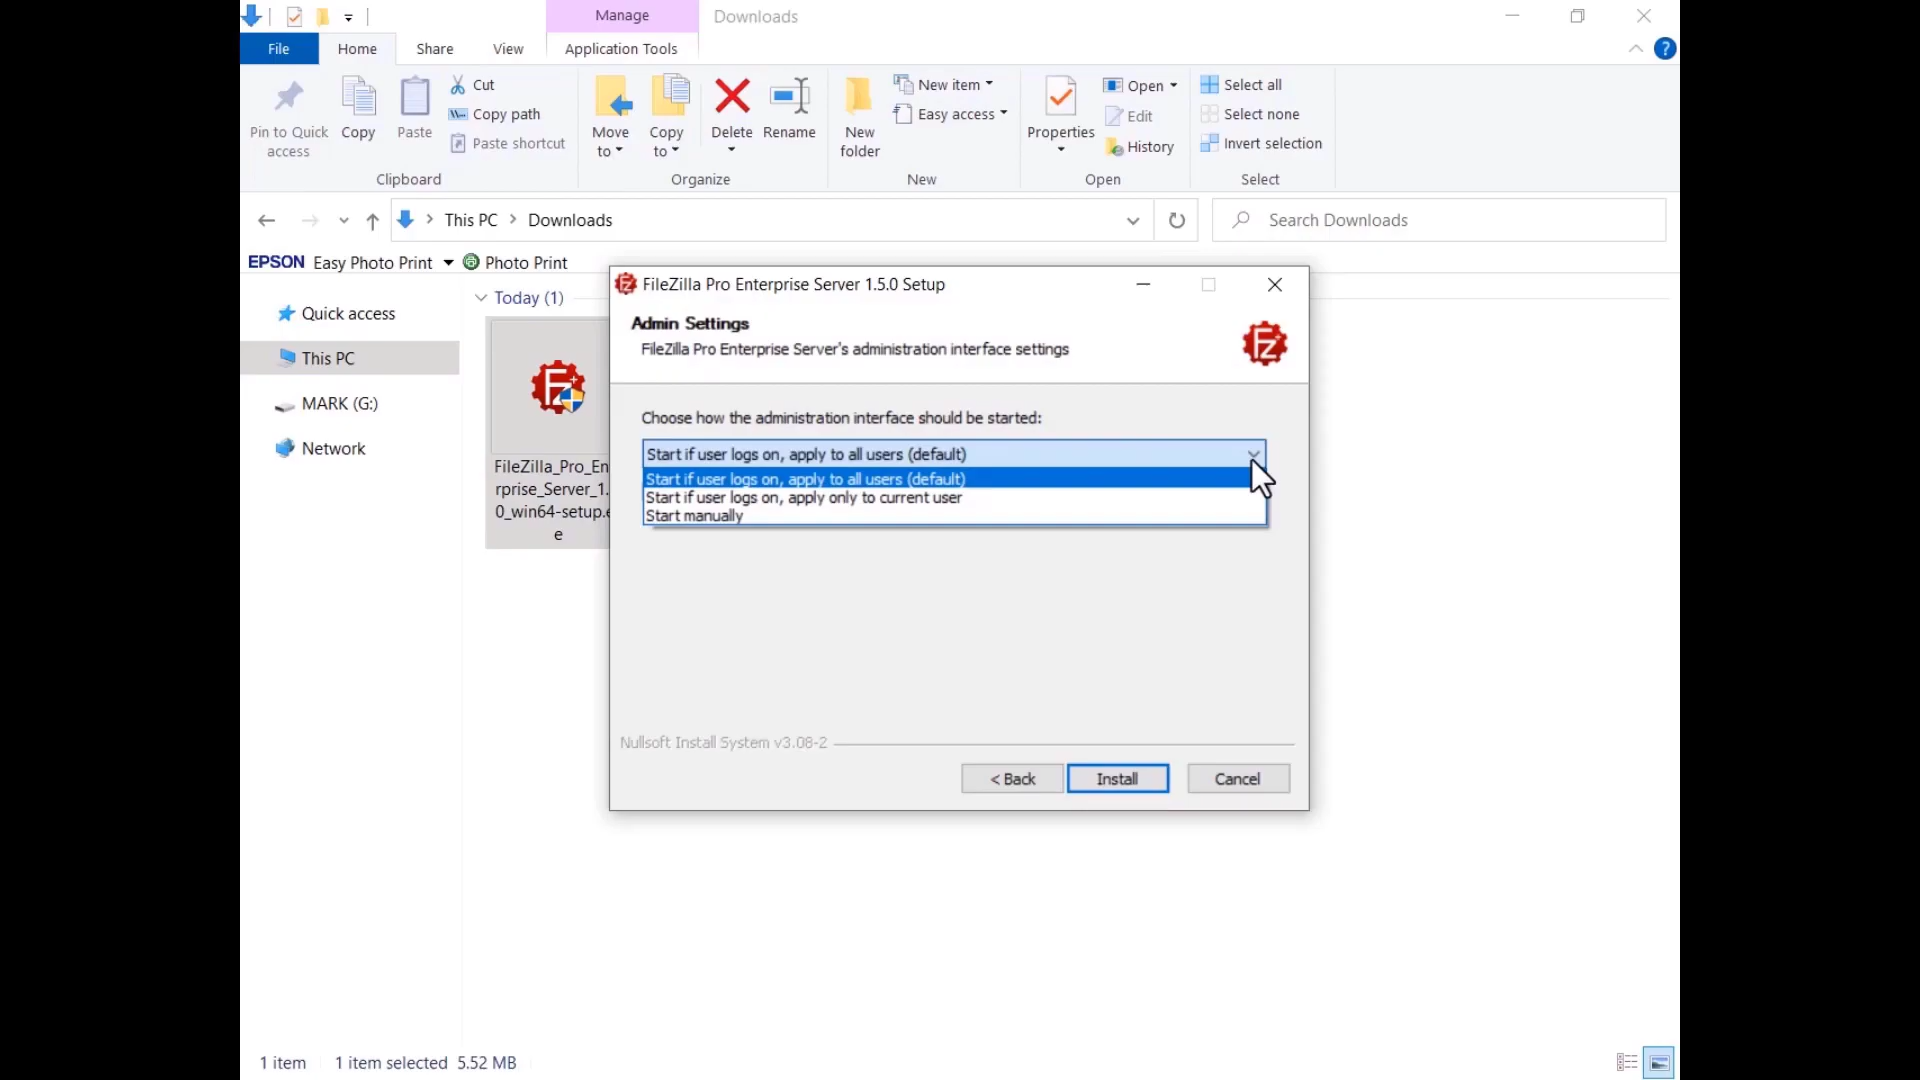 Manage
Downloads
File
Home
Share
View
Application Tools
?
Pin to Quick
access
Copy
Paste
Cut
Copy path
Paste shortcut
Clipboard
Move
to
Copy
to
Delete
Rename
Organize
New
folder
New item
Easy access
New
Properties
Open
Edit
History
Open
Select all
Select none
Invert selection
Select
This PC
Downloads
Search Downloads
EPSON Easy Photo Print
Photo Print
Quick access
This PC
MARK (G:)
Network
Today (1)
Fz
FileZilla_Pro_En
rprise_Server_1.
0_win64-setup.e
e
FileZilla Pro Enterprise Server 1.5.0 Setup
Admin Settings
FileZilla Pro Enterprise Server's administration interface settings
Fz
Choose how the administration interface should be started:
Start if user logs on, apply to all users (default)
Start if user logs on, apply to all users (default)
Start if user logs on, apply only to current user
Start manually
Nullsoft Install System v3.08-2
< Back
Install
Cancel
1 item
1 item selected 5.52 MB